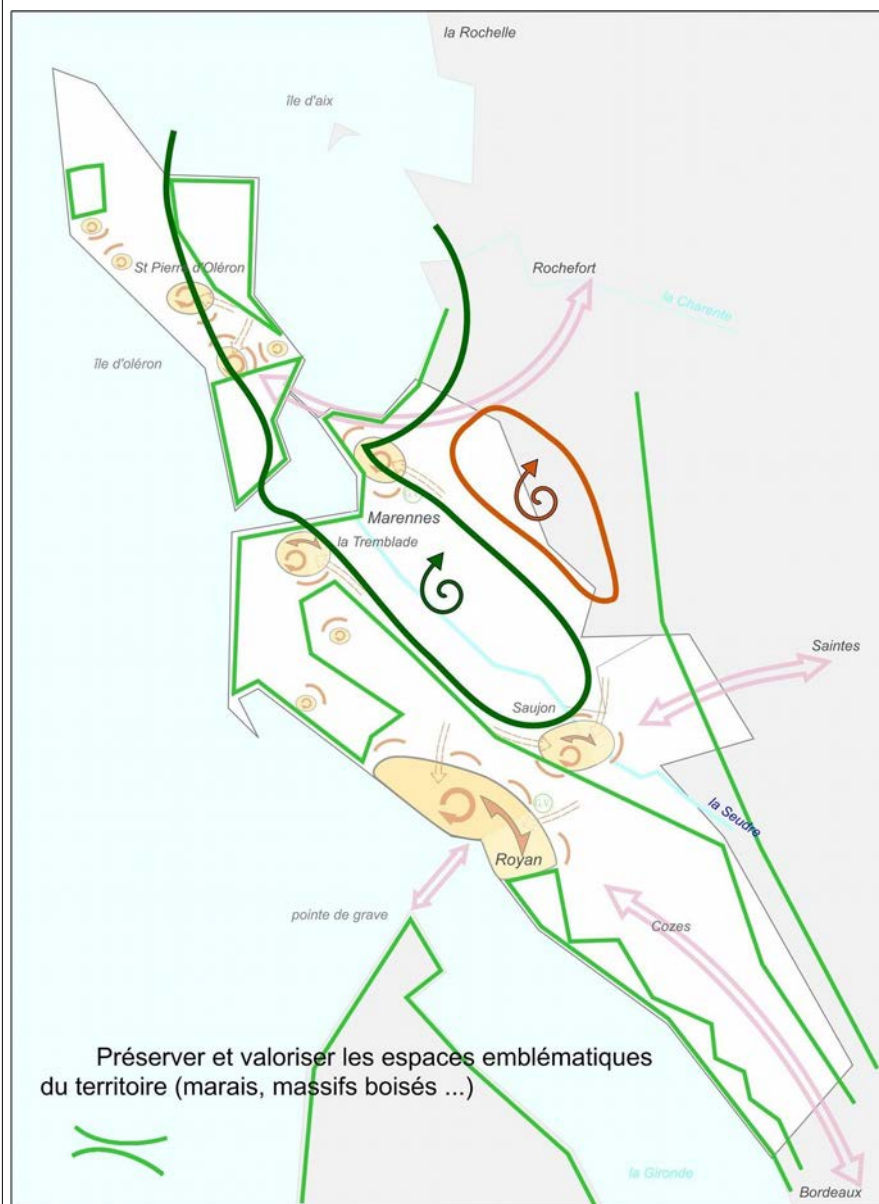 la Rochelle
île d'aix
Rochefort
St Pierre d'Oléron
la Charente
île d'oléron
Marennes
la Tremblade
Saintes
Saujon
la Seudre
Royan
pointe de grave
Cozes
Préserver et valoriser les espaces emblématiques
du territoire (marais, massifs boisés ...)
la Gironde
Bordeaux